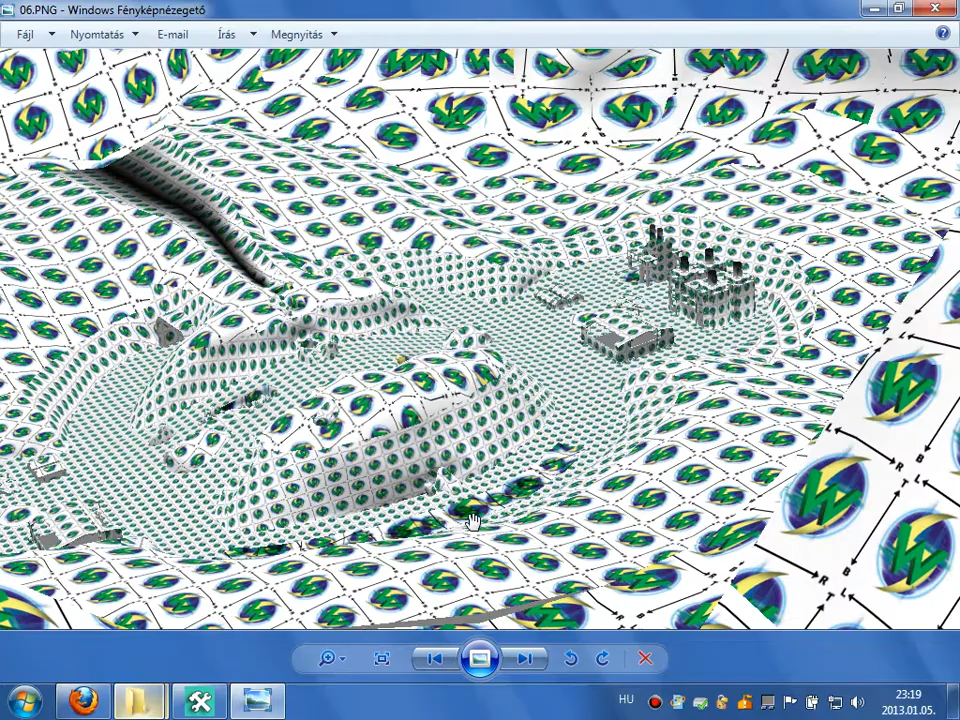 06.PNG - Windows Fényképnézegető
Fájl Nyomtatás E-mail Írás Megnyitás
HU
23:19
2013.01.05.